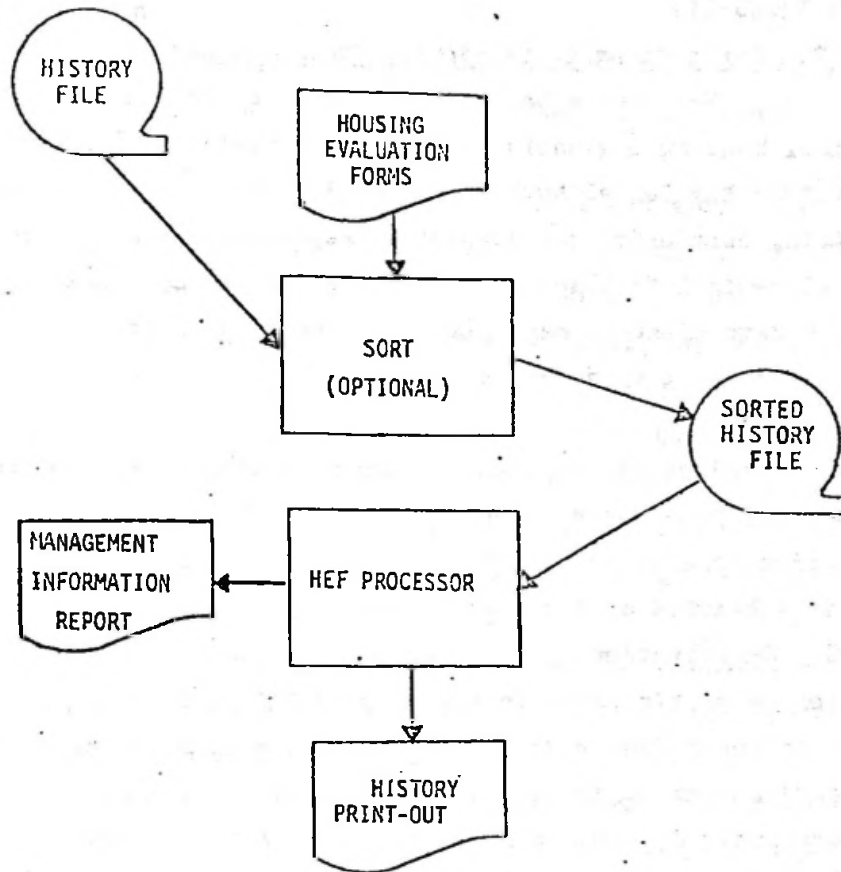 HISTORY
FILE
HOUSING
EVALUATION
FORMS
SORT
(OPTIONAL)
SORTED
HISTORY
FILE
MANAGEMENT
INFORMATION
REPORT
HEF PROCESSOR
HISTORY
PRINT-OUT